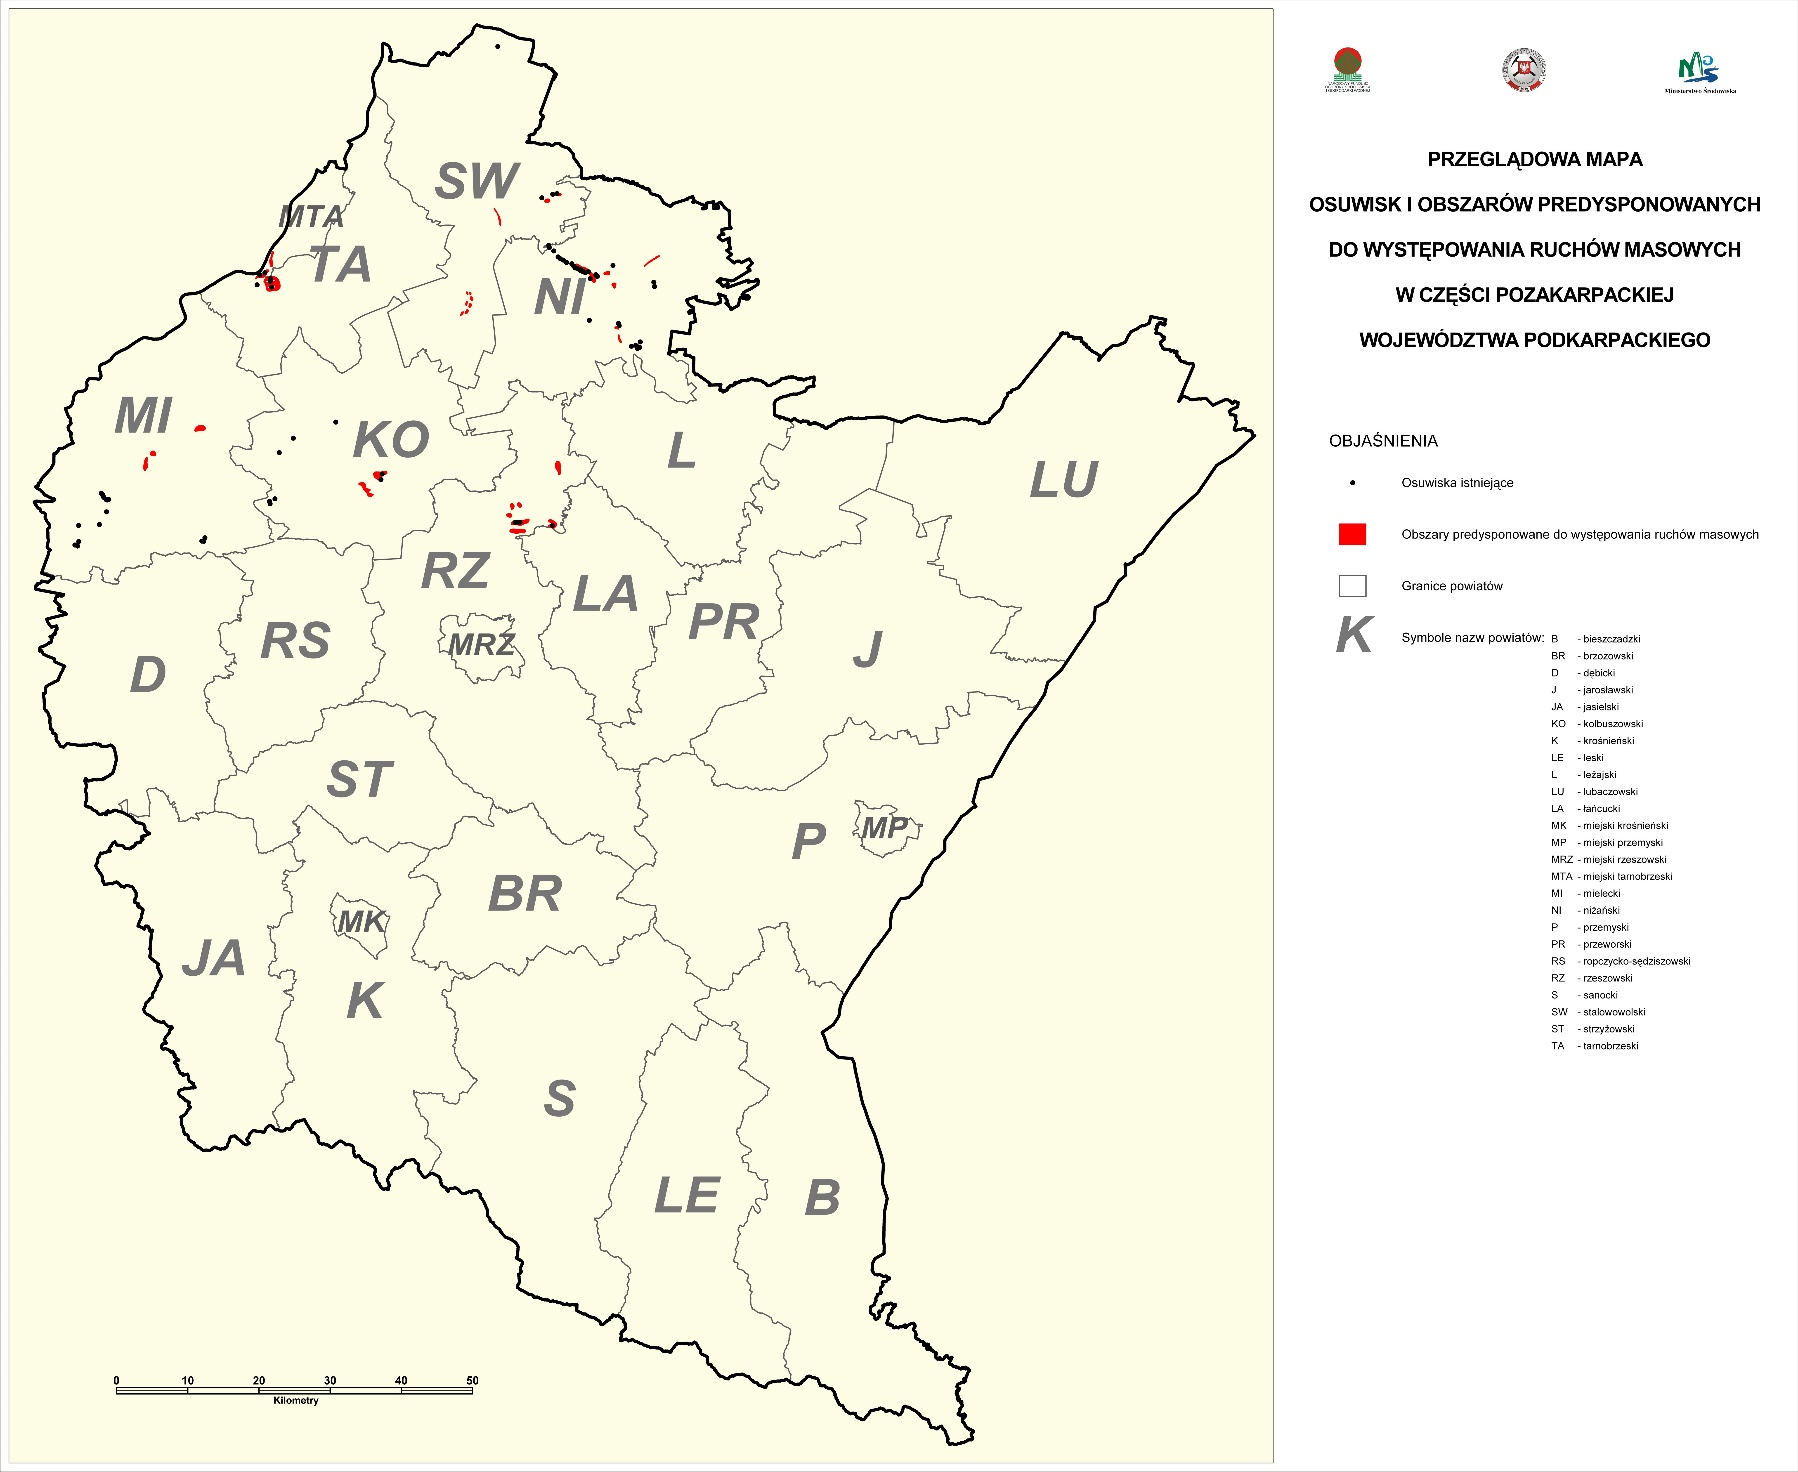 PRZEGLĄDOWA MAPA
OSUWISK I OBSZARÓW PREDYSPONOWANYCH
DO WYSTĘPOWANIA RUCHÓW MASOWYCH
W CZĘŚCI POZAKARPACKIEJ
WOJEWÓDZTWA PODKARPACKIEGO
Ministerstwo Środowiska
OBJAŚNIENIA
Osuwiska istniejące
Obszary predysponowane do występowania ruchów masowych
Granice powiatów
K Symbole nazw powiatów:
B - bieszczadzki
BR - brzozowski
D - dębicki
J - jarosławski
JA - jasielski
KO - kolbuszowski
K - krośnieński
LE - leski
L - leżajski
LU - lubaczowski
LA - łańcucki
MK - miejski krośnieński
MP - miejski przemyski
MRZ - miejski rzeszowski
MTA - miejski tarnobrzeski
MI - mielecki
NI - niżański
P - przemyski
PR - przeworski
RS - ropczycko-sędziszowski
RZ - rzeszowski
S - sanocki
SW - stalowowolski
ST - strzyżowski
TA - tarnobrzeski
SW
MTA
TA
NI
MI
KO
L
LU
RZ
LA
PR
RS
MRZ
J
D
ST
P
MP
BR
MK
JA
K
S
LE
B
0 10 20 30 40 50
Kilometry